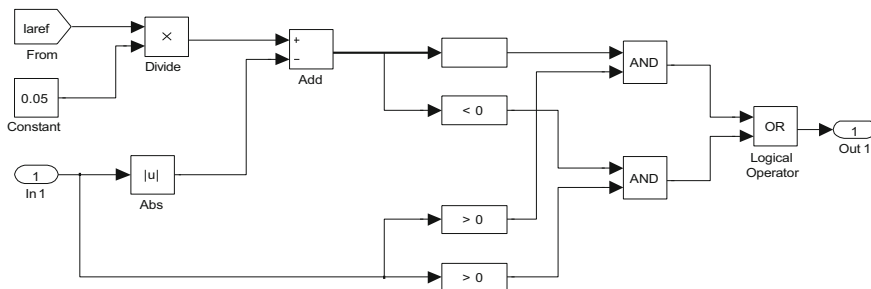 Iaref
From
×
Divide
0.05
Constant
+
−
Add
1
In 1
|u|
Abs
< 0
> 0
> 0
AND
AND
OR
Logical
Operator
1
Out 1